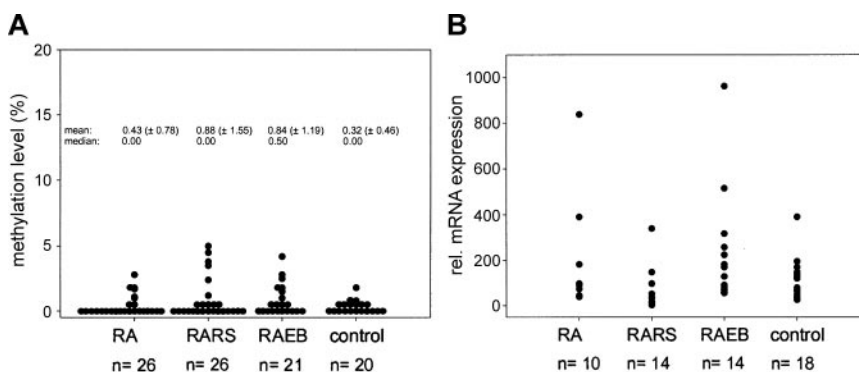 A
methylation level (%)
20
15
10
5
0
mean: 0.43 (± 0.78) 0.88 (± 1.55) 0.84 (± 1.19) 0.32 (± 0.46)
median: 0.00 0.00 0.50 0.00
RA RARS RAEB control
n= 26 n= 26 n= 21 n= 20
B
rel. mRNA expression
1000
800
600
400
200
0
RA RARS RAEB control
n= 10 n= 14 n= 14 n= 18